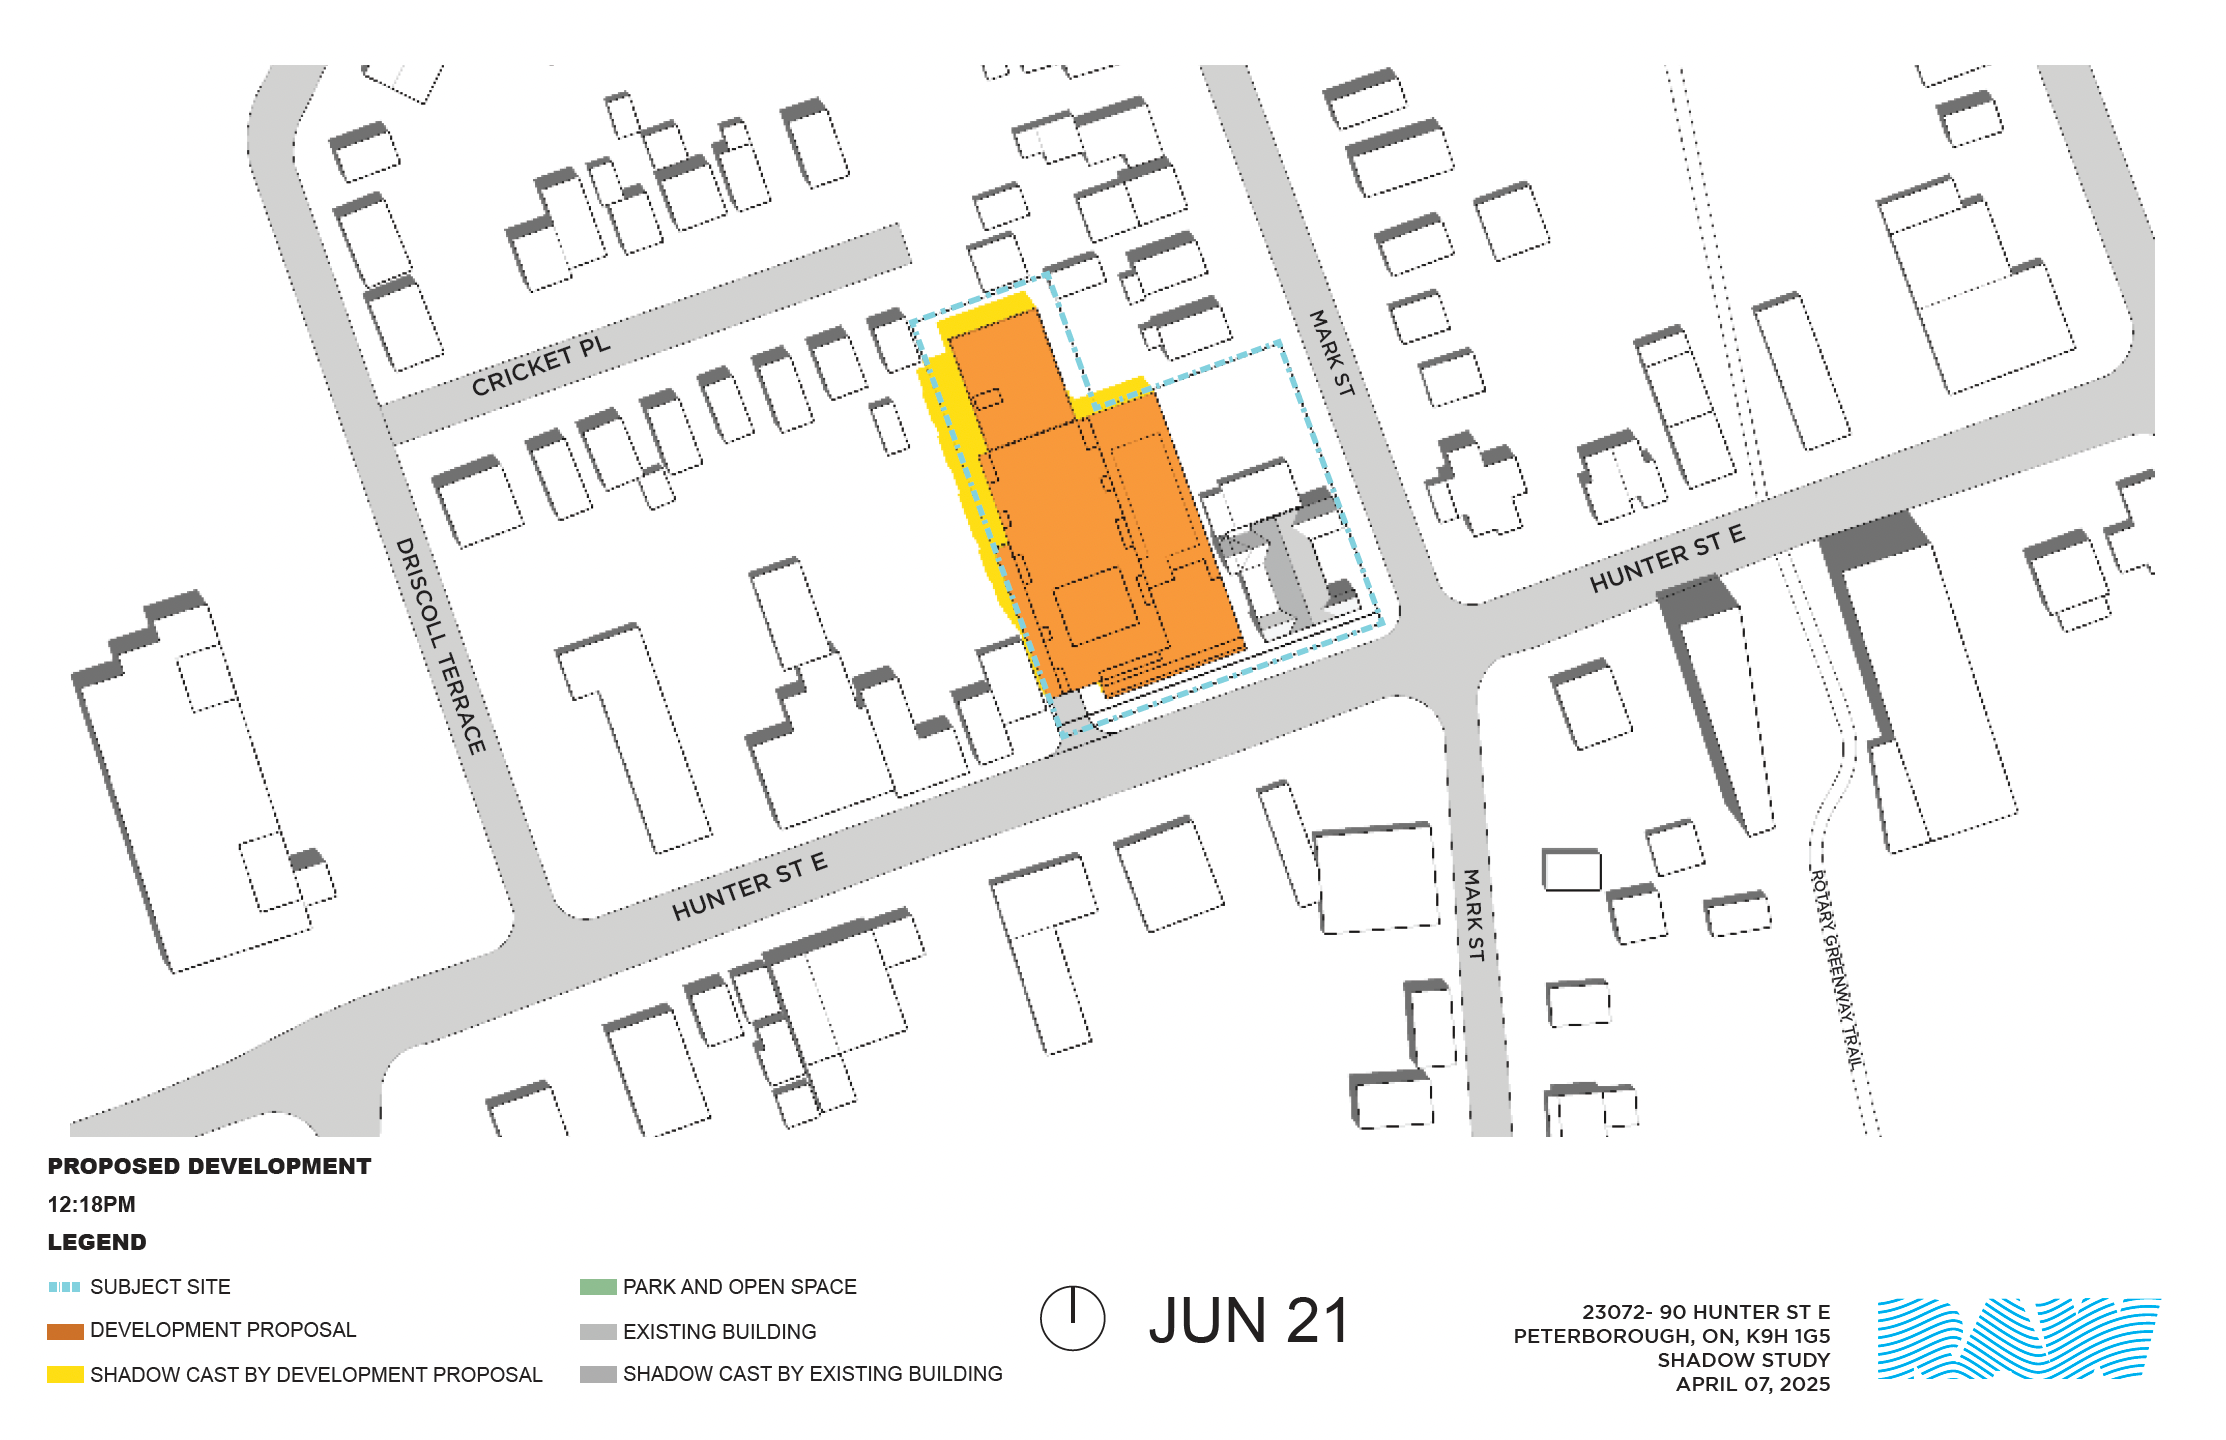 MARK ST
CRICKET PL
DRISCOLL TERRACE
HUNTER ST E
HUNTER ST E
MARK ST
ROTARY GREENWAY TRAIL
PROPOSED DEVELOPMENT
12:18PM
LEGEND
SUBJECT SITE
DEVELOPMENT PROPOSAL
SHADOW CAST BY DEVELOPMENT PROPOSAL
PARK AND OPEN SPACE
EXISTING BUILDING
SHADOW CAST BY EXISTING BUILDING
JUN 21
23072- 90 HUNTER ST E
PETERBOROUGH, ON, K9H 1G5
SHADOW STUDY
APRIL 07, 2025